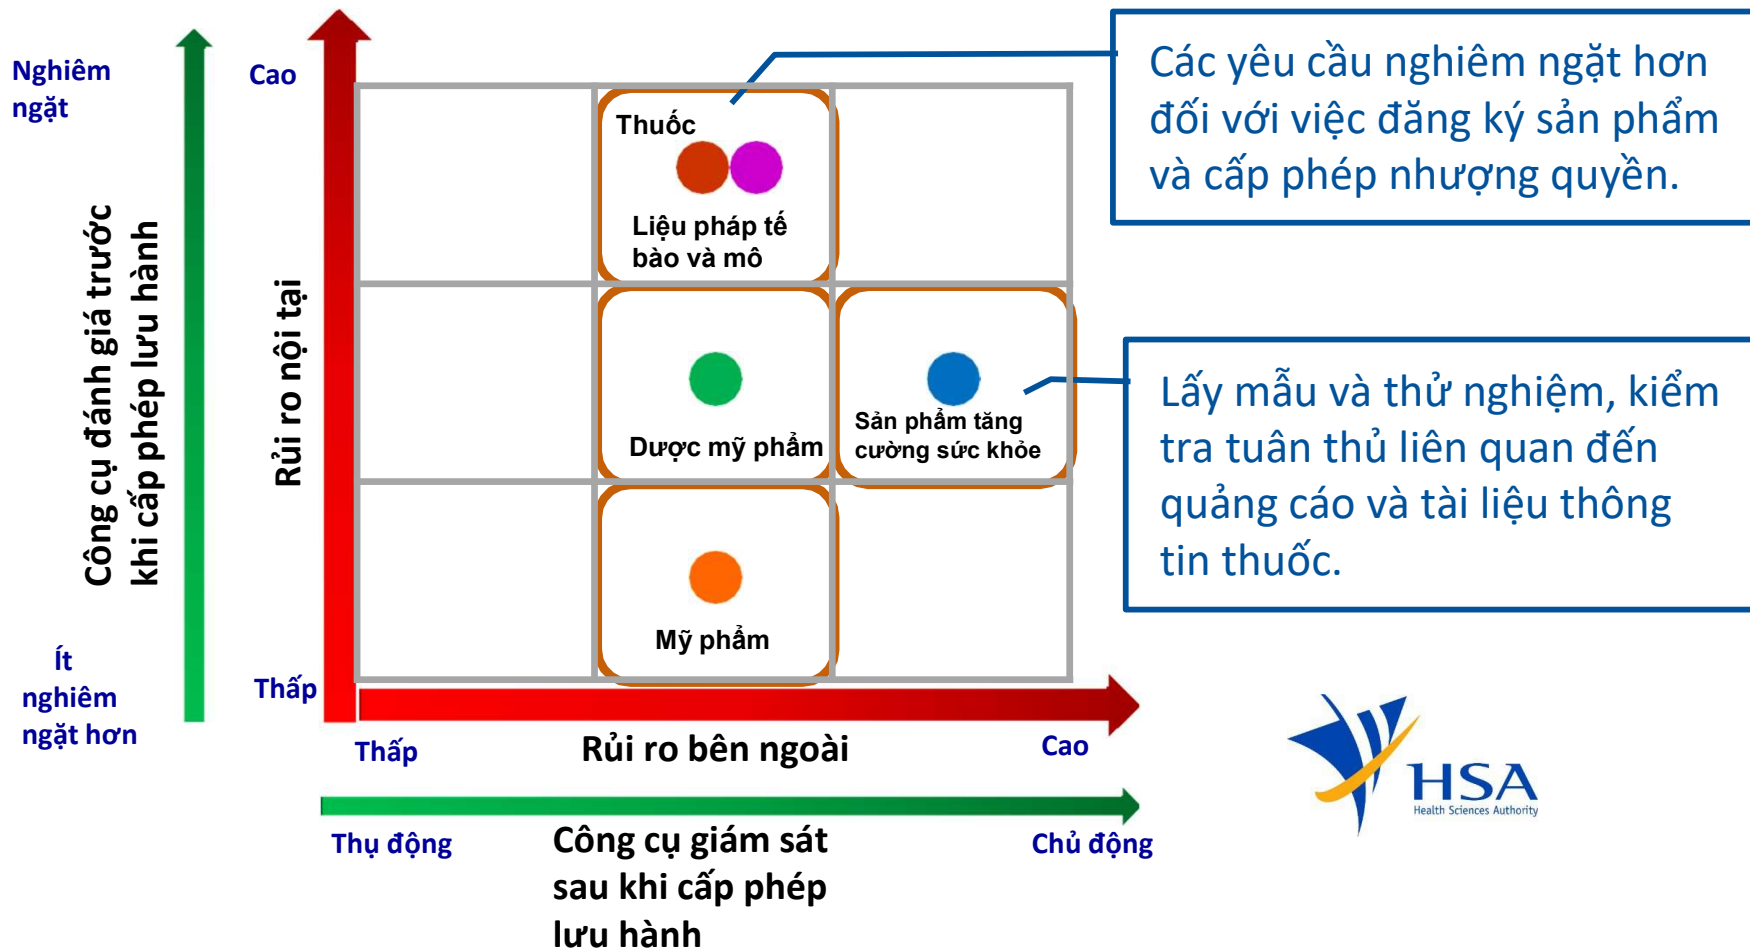 Nghiêm
ngặt
Công cụ đánh giá trước
khi cấp phép lưu hành
Ít
nghiêm
ngặt hơn
Cao
Rủi ro nội tại
Thấp
Thuốc
Liệu pháp tế
bào và mô
Dược mỹ phẩm
Sản phẩm tăng
cường sức khỏe
Mỹ phẩm
Các yêu cầu nghiêm ngặt hơn
đối với việc đăng ký sản phẩm
và cấp phép nhượng quyền.
Lấy mẫu và thử nghiệm, kiểm
tra tuân thủ liên quan đến
quảng cáo và tài liệu thông
tin thuốc.
Thấp
Rủi ro bên ngoài
Cao
Thụ động
Công cụ giám sát
sau khi cấp phép
lưu hành
Chủ động
HSA
Health Sciences Authority